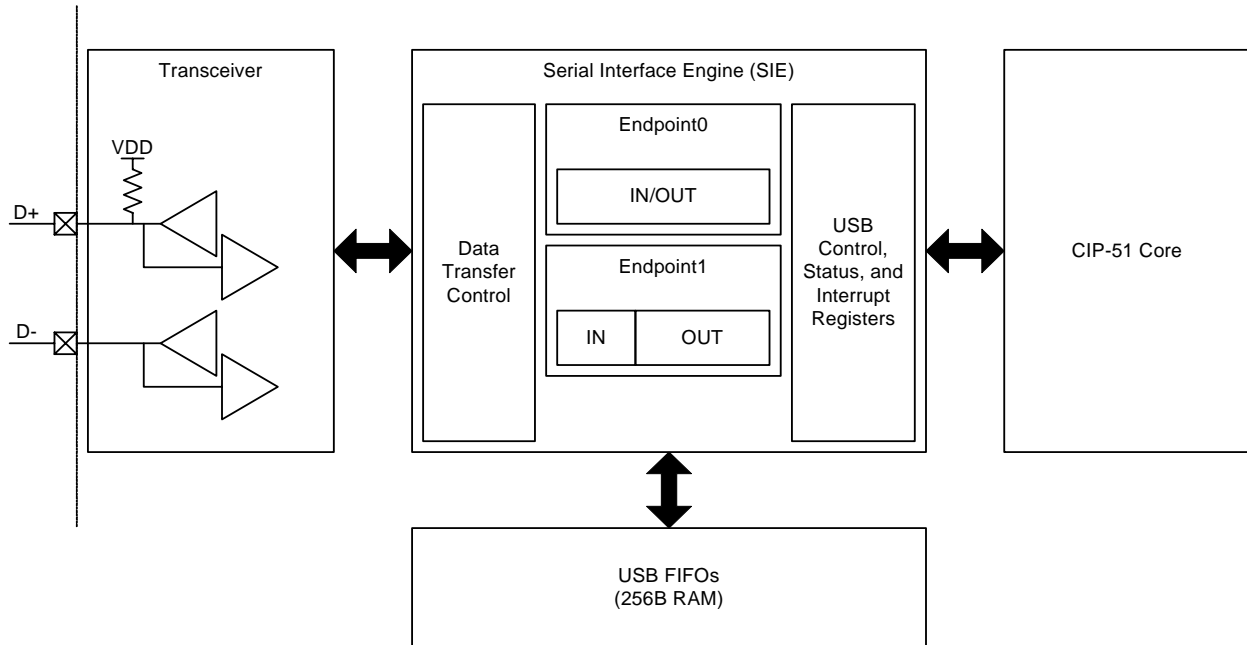 Transceiver
VDD
D+
D-
Serial Interface Engine (SIE)
Data
Transfer
Control
Endpoint0
IN/OUT
Endpoint1
IN
OUT
USB
Control,
Status, and
Interrupt
Registers
CIP-51 Core
USB FIFOs
(256B RAM)